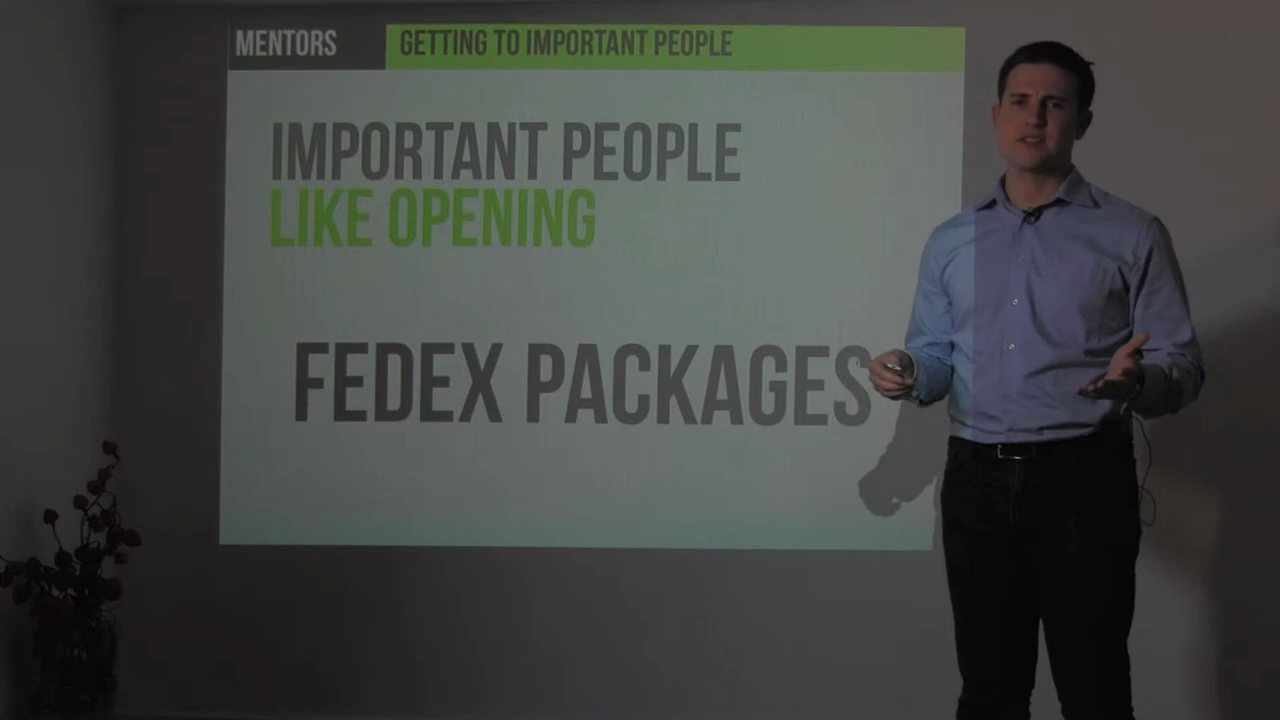 MENTORS
GETTING TO IMPORTANT PEOPLE
IMPORTANT PEOPLE
LIKE OPENING
FEDEX PACKAGES